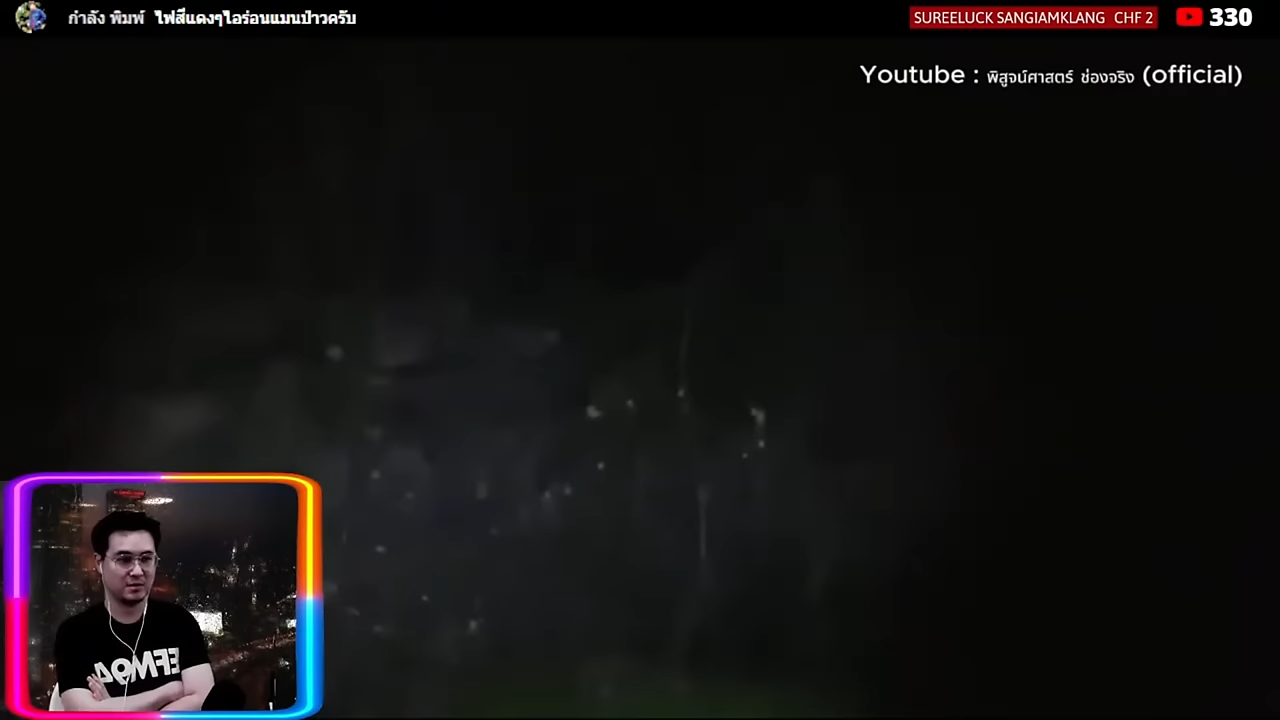 กำลัง พิมพ์ ไฟสีแดงๆไอร่อนแมนป่าวครับ
SUREELUCK SANGIAMKLANG CHF 2
330
Youtube : พิสูจน์ศาสตร์ ช่องจริง (official)
EFM94